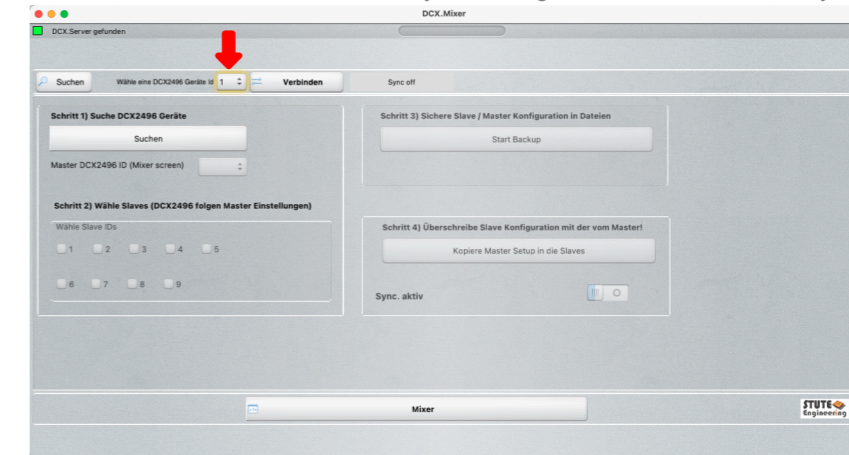 DCX.Mixer
DCX.Server gefunden
Suchen Wähle eine DCX2496 Geräte Id 1 Verbinden Sync off
Schritt 1) Suche DCX2496 Geräte
Suchen
Master DCX2496 ID (Mixer screen)
Schritt 2) Wähle Slaves (DCX2496 folgen Master Einstellungen)
Wähle Slave IDs
1 2 3 4 5
6 7 8 9
Schritt 3) Sichere Slave / Master Konfiguration in Dateien
Start Backup
Schritt 4) Überschreibe Slave Konfiguration mit der vom Master!
Kopiere Master Setup in die Slaves
Sync. aktiv
Mixer
STUTE
Engineering